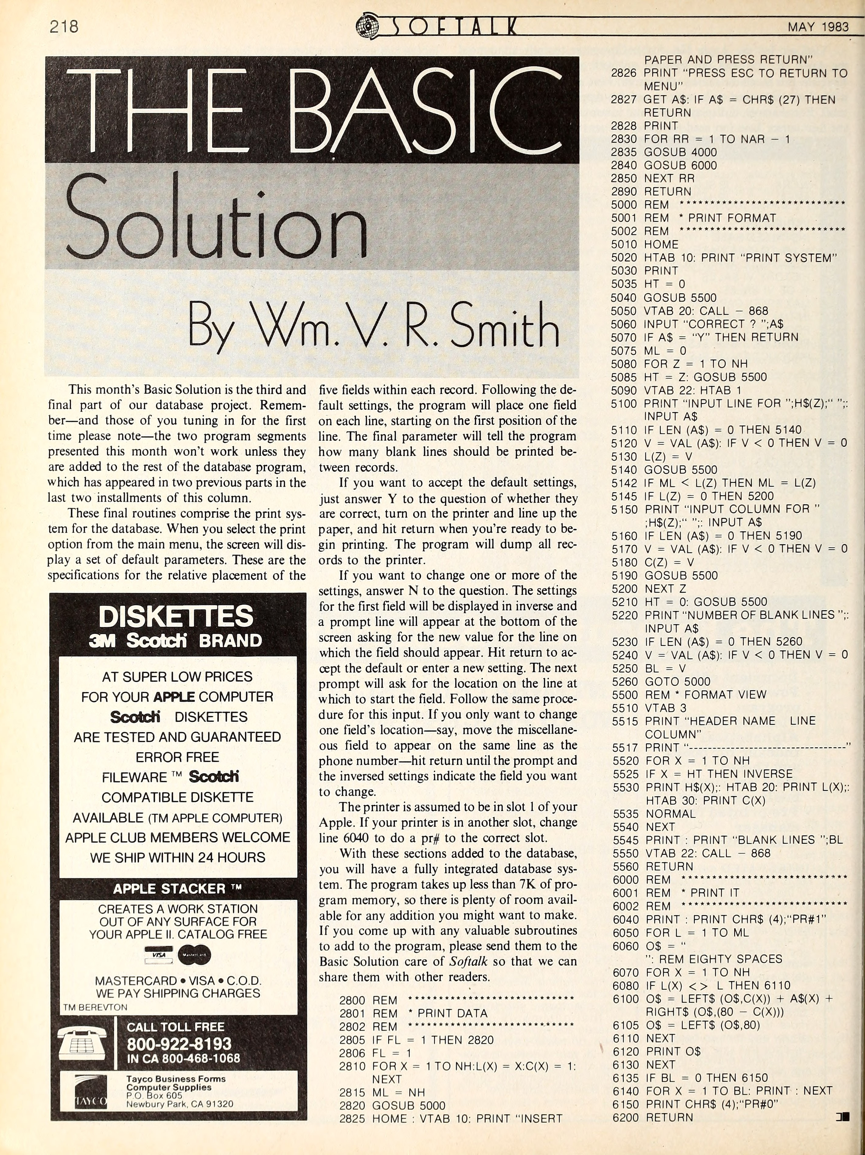 218
SOFTALK
MAY 1983
THE BASIC
Solution
By Wm. V. R. Smith
This month's Basic Solution is the third and
final part of our database project. Remem-
ber—and those of you tuning in for the first
time please note—the two program segments
presented this month won't work unless they
are added to the rest of the database program,
which has appeared in two previous parts in the
last two installments of this column.
These final routines comprise the print sys-
tem for the database. When you select the print
option from the main menu, the screen will dis-
play a set of default parameters. These are the
specifications for the relative placement of the
five fields within each record. Following the de-
fault settings, the program will place one field
on each line, starting on the first position of the
line. The final parameter will tell the program
how many blank lines should be printed be-
tween records.
If you want to accept the default settings,
just answer Y to the question of whether they
are correct, turn on the printer and line up the
paper, and hit return when you're ready to be-
gin printing. The program will dump all rec-
ords to the printer.
If you want to change one or more of the
settings, answer N to the question. The settings
for the first field will be displayed in inverse and
a prompt line will appear at the bottom of the
screen asking for the new value for the line on
which the field should appear. Hit return to ac-
cept the default or enter a new setting. The next
prompt will ask for the location on the line at
which to start the field. Follow the same proce-
dure for this input. If you only want to change
one field's location—say, move the miscellane-
ous field to appear on the same line as the
phone number—hit return until the prompt and
the inversed settings indicate the field you want
to change.
The printer is assumed to be in slot 1 of your
Apple. If your printer is in another slot, change
line 6040 to do a pr# to the correct slot.
With these sections added to the database,
you will have a fully integrated database sys-
tem. The program takes up less than 7K of pro-
gram memory, so there is plenty of room avail-
able for any addition you might want to make.
If you come up with any valuable subroutines
to add to the program, please send them to the
Basic Solution care of Softalk so that we can
share them with other readers.
2800 REM ****************************
2801 REM * PRINT DATA
2802 REM ****************************
2805 IF FL = 1 THEN 2820
2806 FL = 1
2810 FOR X = 1 TO NH:L(X) = X:C(X) = 1:
NEXT
2815 ML = NH
2820 GOSUB 5000
2825 HOME : VTAB 10: PRINT "INSERT
PAPER AND PRESS RETURN"
2826 PRINT "PRESS ESC TO RETURN TO
MENU"
2827 GET A$: IF A$ = CHR$ (27) THEN
RETURN
2828 PRINT
2830 FOR RR = 1 TO NAR - 1
2835 GOSUB 4000
2840 GOSUB 6000
2850 NEXT RR
2890 RETURN
5000 REM ****************************
5001 REM * PRINT FORMAT
5002 REM ****************************
5010 HOME
5020 HTAB 10: PRINT "PRINT SYSTEM"
5030 PRINT
5035 HT = 0
5040 GOSUB 5500
5050 VTAB 20: CALL - 868
5060 INPUT "CORRECT ? ";A$
5070 IF A$ = "Y" THEN RETURN
5075 ML = 0
5080 FOR Z = 1 TO NH
5085 HT = Z: GOSUB 5500
5090 VTAB 22: HTAB 1
5100 PRINT "INPUT LINE FOR ";H$(Z);" ";:
INPUT A$
5110 IF LEN (A$) = 0 THEN 5140
5120 V = VAL (A$): IF V < 0 THEN V = 0
5130 L(Z) = V
5140 GOSUB 5500
5142 IF ML < L(Z) THEN ML = L(Z)
5145 IF L(Z) = 0 THEN 5200
5150 PRINT "INPUT COLUMN FOR "
;H$(Z);" ";: INPUT A$
5160 IF LEN (A$) = 0 THEN 5190
5170 V = VAL (A$): IF V < 0 THEN V = 0
5180 C(Z) = V
5190 GOSUB 5500
5200 NEXT Z
5210 HT = 0: GOSUB 5500
5220 PRINT "NUMBER OF BLANK LINES ";:
INPUT A$
5230 IF LEN (A$) = 0 THEN 5260
5240 V = VAL (A$): IF V < 0 THEN V = 0
5250 BL = V
5260 GOTO 5000
5500 REM * FORMAT VIEW
5510 VTAB 3
5515 PRINT "HEADER NAME LINE
COLUMN"
5517 PRINT "--------------------------------"
5520 FOR X = 1 TO NH
5525 IF X = HT THEN INVERSE
5530 PRINT H$(X);: HTAB 20: PRINT L(X);:
HTAB 30: PRINT C(X)
5535 NORMAL
5540 NEXT
5545 PRINT : PRINT "BLANK LINES ";BL
5550 VTAB 22: CALL - 868
5560 RETURN
6000 REM ****************************
6001 REM * PRINT IT
6002 REM ****************************
6040 PRINT : PRINT CHR$ (4);"PR#1"
6050 FOR L = 1 TO ML
6060 O$ = "
": REM EIGHTY SPACES
6070 FOR X = 1 TO NH
6080 IF L(X) < > L THEN 6110
6100 O$ = LEFT$ (O$,C(X)) + A$(X) +
RIGHT$ (O$,(80 - C(X)))
6105 O$ = LEFT$ (O$,80)
6110 NEXT
6120 PRINT O$
6130 NEXT
6135 IF BL = 0 THEN 6150
6140 FOR X = 1 TO BL: PRINT : NEXT
6150 PRINT CHR$ (4);"PR#0"
6200 RETURN
DISKETTES
3M Scotch BRAND
AT SUPER LOW PRICES
FOR YOUR APPLE COMPUTER
Scotch DISKETTES
ARE TESTED AND GUARANTEED
ERROR FREE
FILEWARE ™ Scotch
COMPATIBLE DISKETTE
AVAILABLE (TM APPLE COMPUTER)
APPLE CLUB MEMBERS WELCOME
WE SHIP WITHIN 24 HOURS
APPLE STACKER ™
CREATES A WORK STATION
OUT OF ANY SURFACE FOR
YOUR APPLE II. CATALOG FREE
VISA MasterCard
MASTERCARD • VISA • C.O.D.
WE PAY SHIPPING CHARGES
TM BEREVTON
CALL TOLL FREE
800-922-8193
IN CA 800-468-1068
TAYCO
Tayco Business Forms
Computer Supplies
P.O. Box 605
Newbury Park, CA 91320